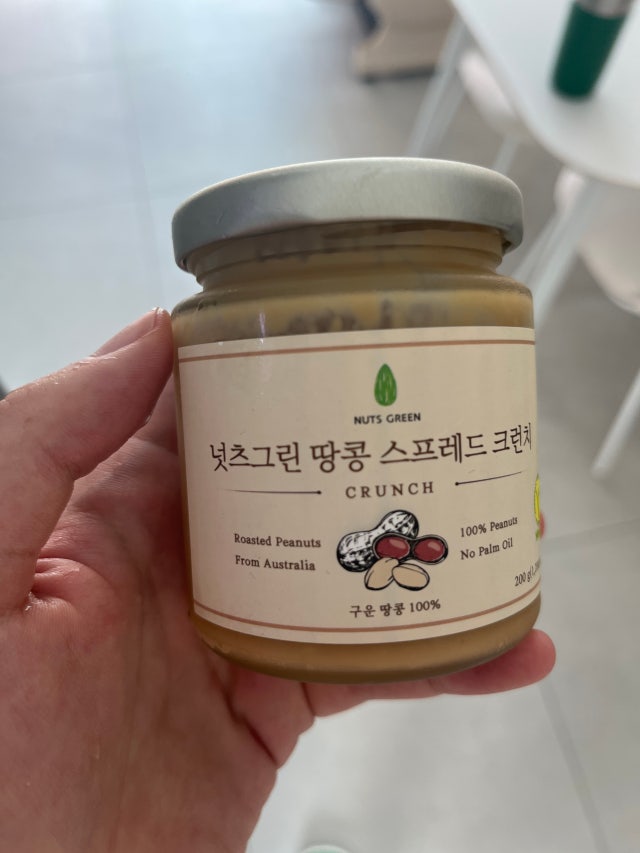 NUTS GREEN
넛츠그린 땅콩 스프레드 크런치
CRUNCH
Roasted Peanuts
From Australia
100% Peanuts
No Palm Oil
200 g
구운 땅콩 100%